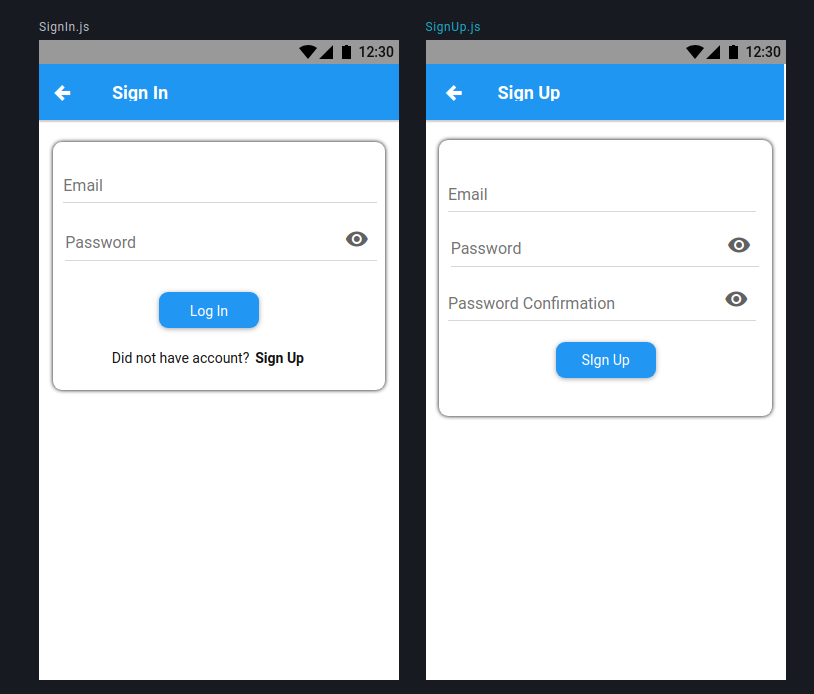 SignIn.js
12:30
Sign In
Email
Password
Log In
Did not have account? Sign Up
SignUp.js
12:30
Sign Up
Email
Password
Password Confirmation
SIgn Up